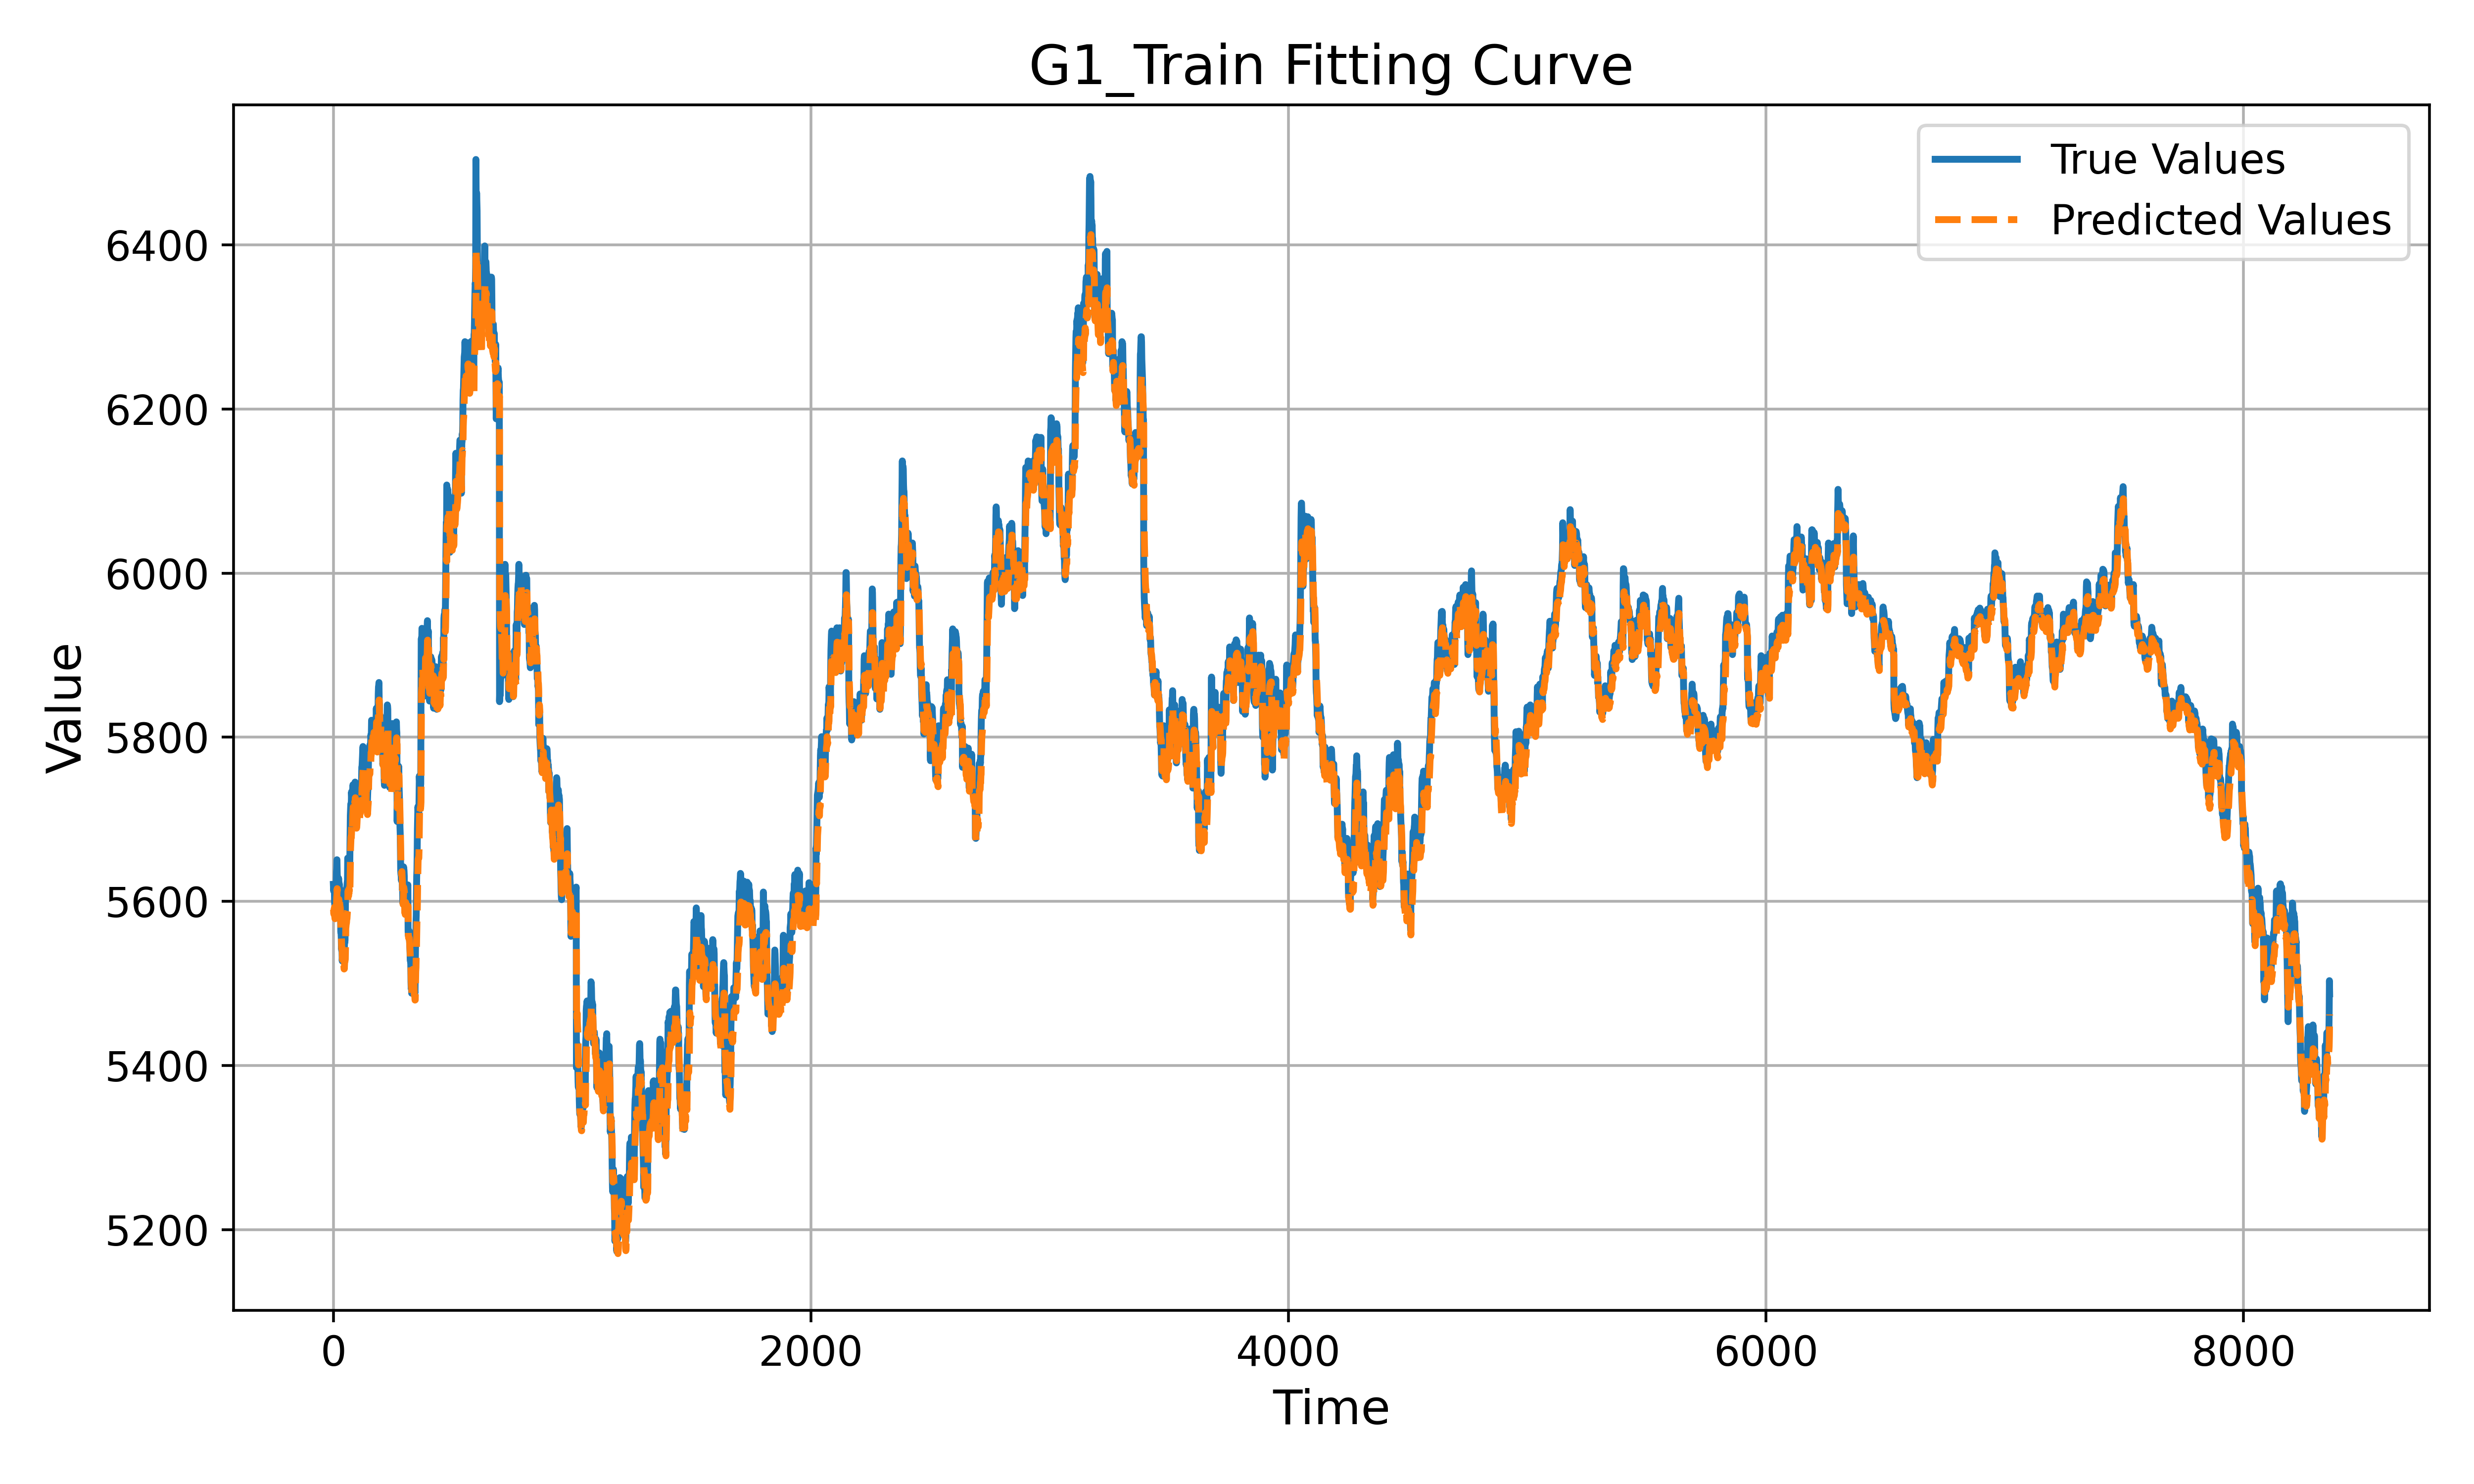 G1_Train Fitting Curve
True Values
Predicted Values
Value
6400
6200
6000
5800
5600
5400
5200
0 2000 4000 6000 8000
Time